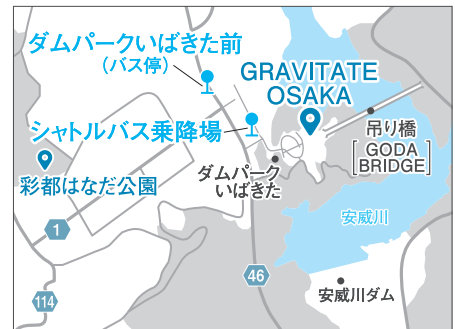 ダムパークいばきた前
（バス停）
GRAVITATE
OSAKA
シャトルバス乗降場
吊り橋
[ GODA
BRIDGE ]
彩都はなだ公園
ダムパーク
いばきた
安威川
1
46
114
安威川ダム